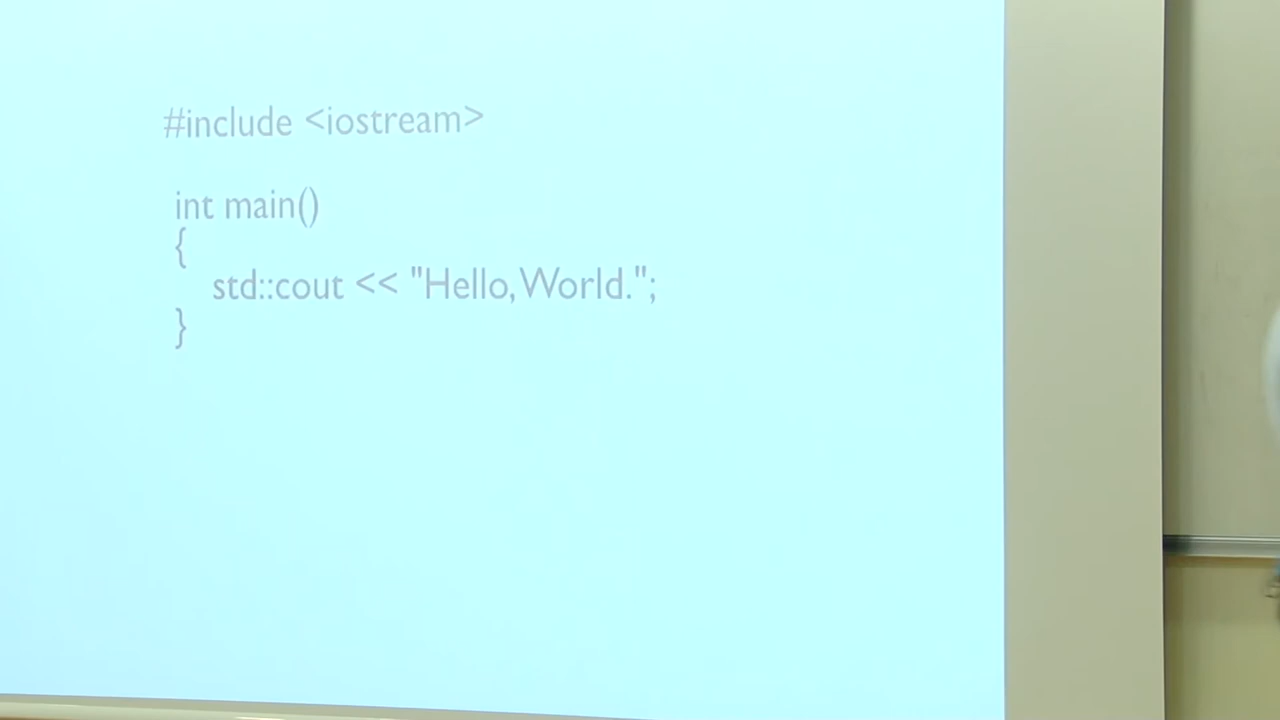 #include <iostream>
int main()
{
std::cout << "Hello, World.";
}